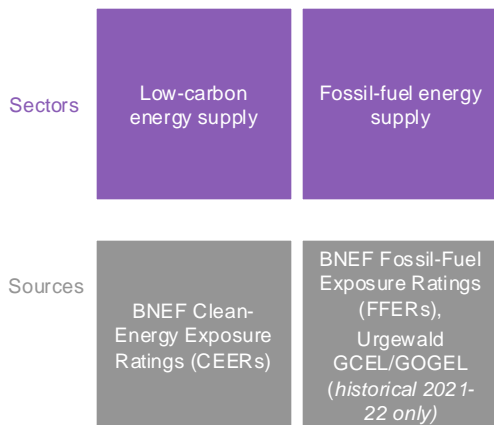 Sectors
Low-carbon
energy supply
Fossil-fuel energy
supply
Sources
BNEF Clean-
Energy Exposure
Ratings (CEERs)
BNEF Fossil-Fuel
Exposure Ratings
(FFERs),
Urgewald
GCEL/GOGEL
(historical 2021-
22 only)